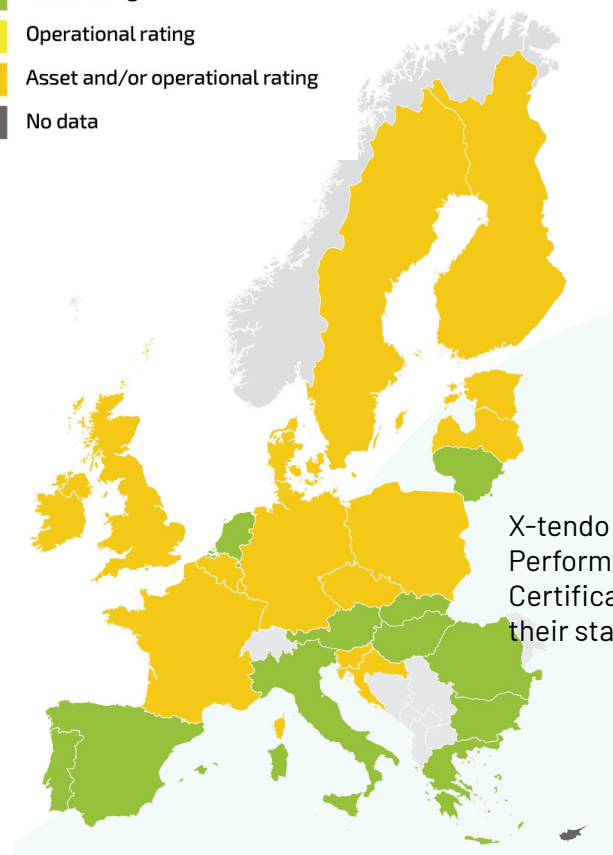 Operational rating
Asset and/or operational rating
No data
X-tendo
Perform
Certifica
their sta